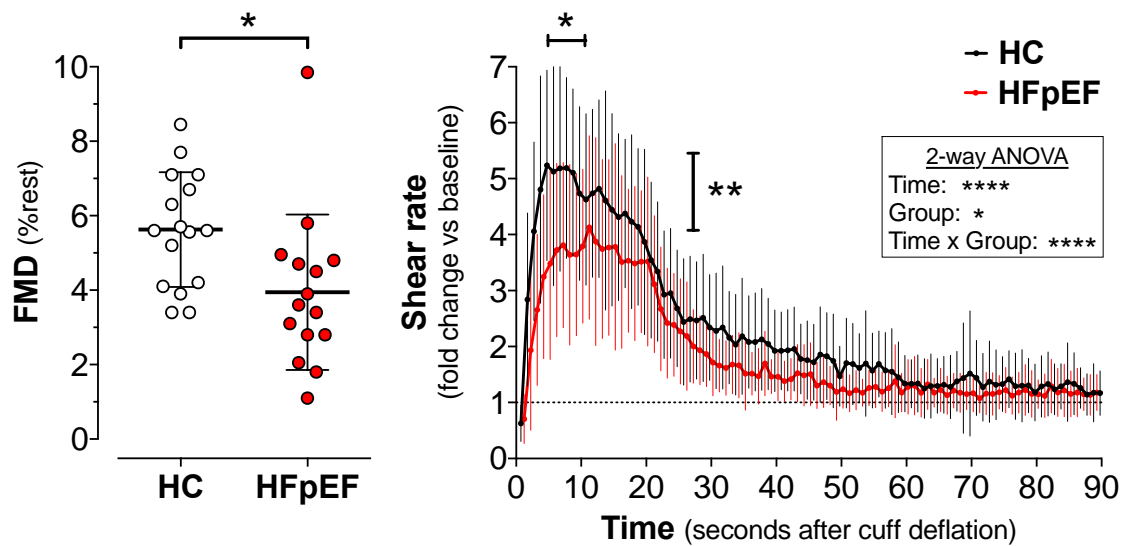 *
10
8
6
4
2
0
FMD (%rest)
HC
HFpEF
*
7
6
5
4
3
2
1
0
Shear rate
(fold change vs baseline)
HC
HFpEF
**
2-way ANOVA
Time: ****
Group: *
Time x Group: ****
0 10 20 30 40 50 60 70 80 90
Time (seconds after cuff deflation)